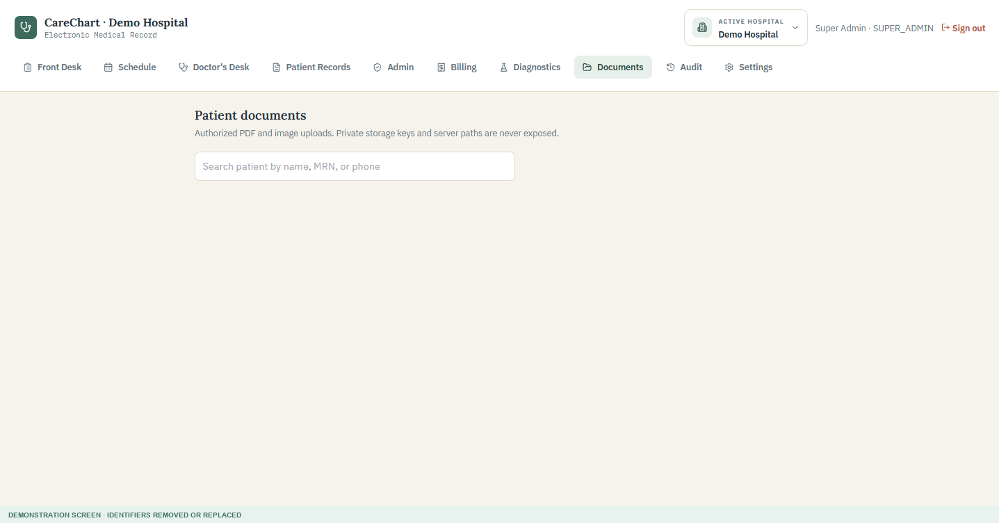 CareChart · Demo Hospital
Electronic Medical Record
ACTIVE HOSPITAL
Demo Hospital
Super Admin · SUPER_ADMIN
Sign out
Front Desk
Schedule
Doctor's Desk
Patient Records
Admin
Billing
Diagnostics
Documents
Audit
Settings
Patient documents
Authorized PDF and image uploads. Private storage keys and server paths are never exposed.
Search patient by name, MRN, or phone
DEMONSTRATION SCREEN · IDENTIFIERS REMOVED OR REPLACED